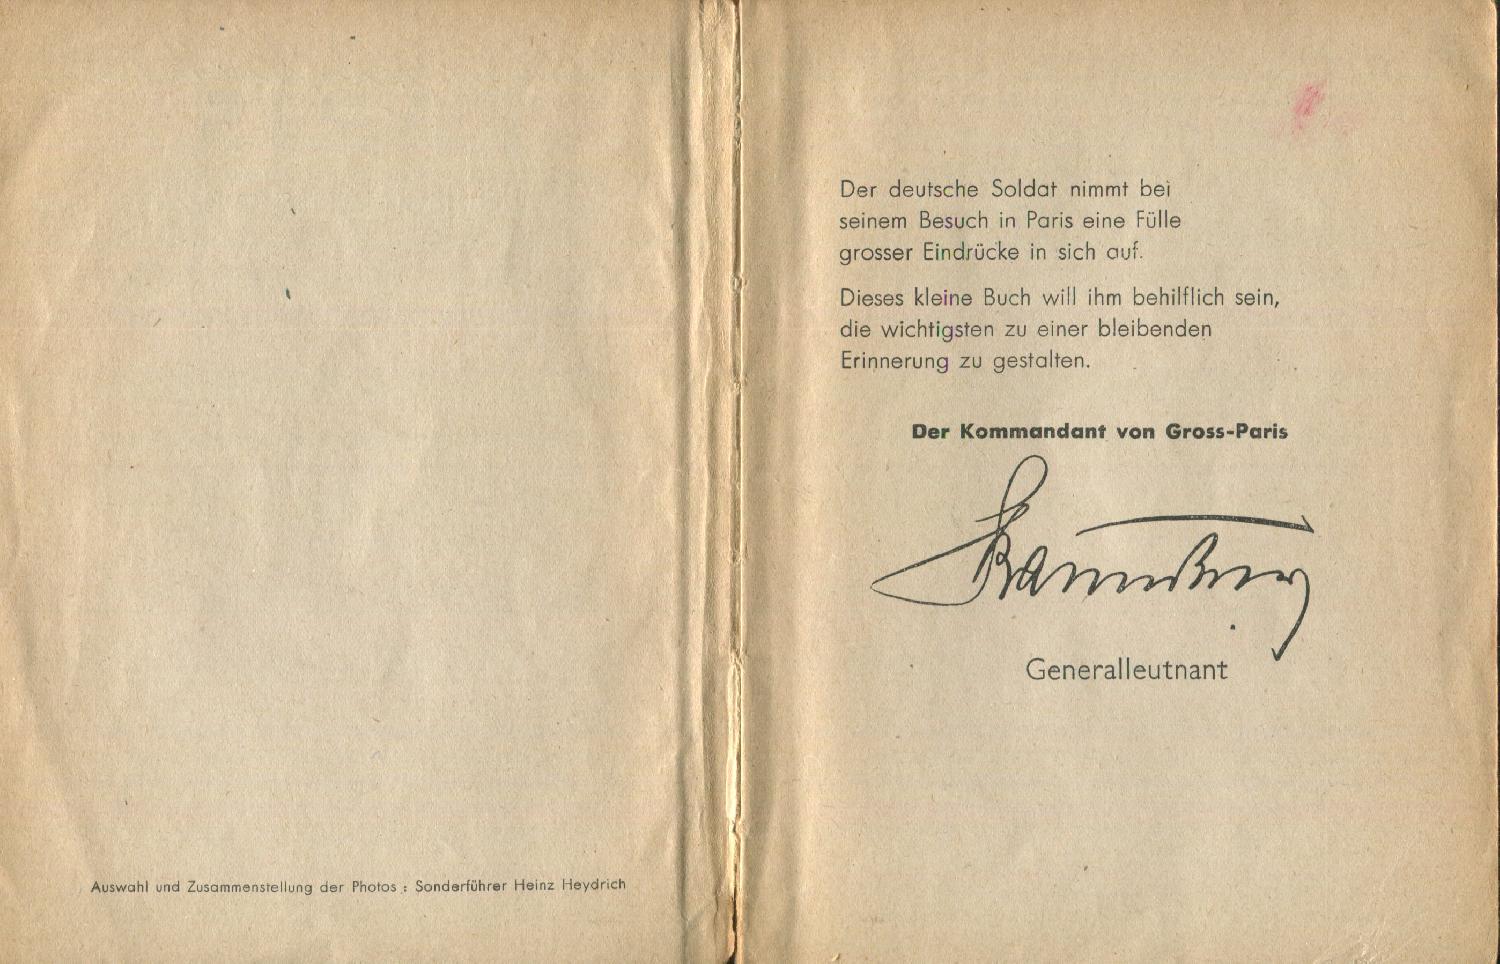 Auswahl und Zusammenstellung der Photos : Sonderführer Heinz Heydrich
Der deutsche Soldat nimmt bei
seinem Besuch in Paris eine Fülle
grosser Eindrücke in sich auf.
Dieses kleine Buch will ihm behilflich sein,
die wichtigsten zu einer bleibenden
Erinnerung zu gestalten.
Der Kommandant von Gross-Paris
Generalleutnant